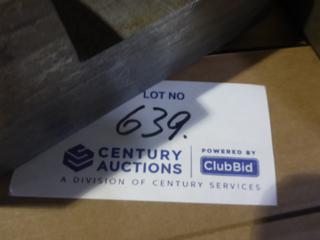 LOT NO
639.
CENTURY AUCTIONS
POWERED BY
ClubBid
A DIVISION OF CENTURY SERVICES